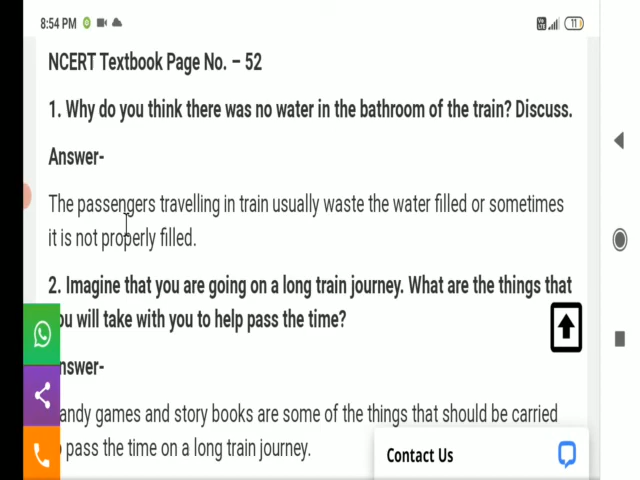 8:54 PM
11
NCERT Textbook Page No. – 52
1. Why do you think there was no water in the bathroom of the train? Discuss.
Answer-
The passengers travelling in train usually waste the water filled or sometimes
it is not properly filled.
2. Imagine that you are going on a long train journey. What are the things that
ou will take with you to help pass the time?
nswer-
andy games and story books are some of the things that should be carried
pass the time on a long train journey.
Contact Us